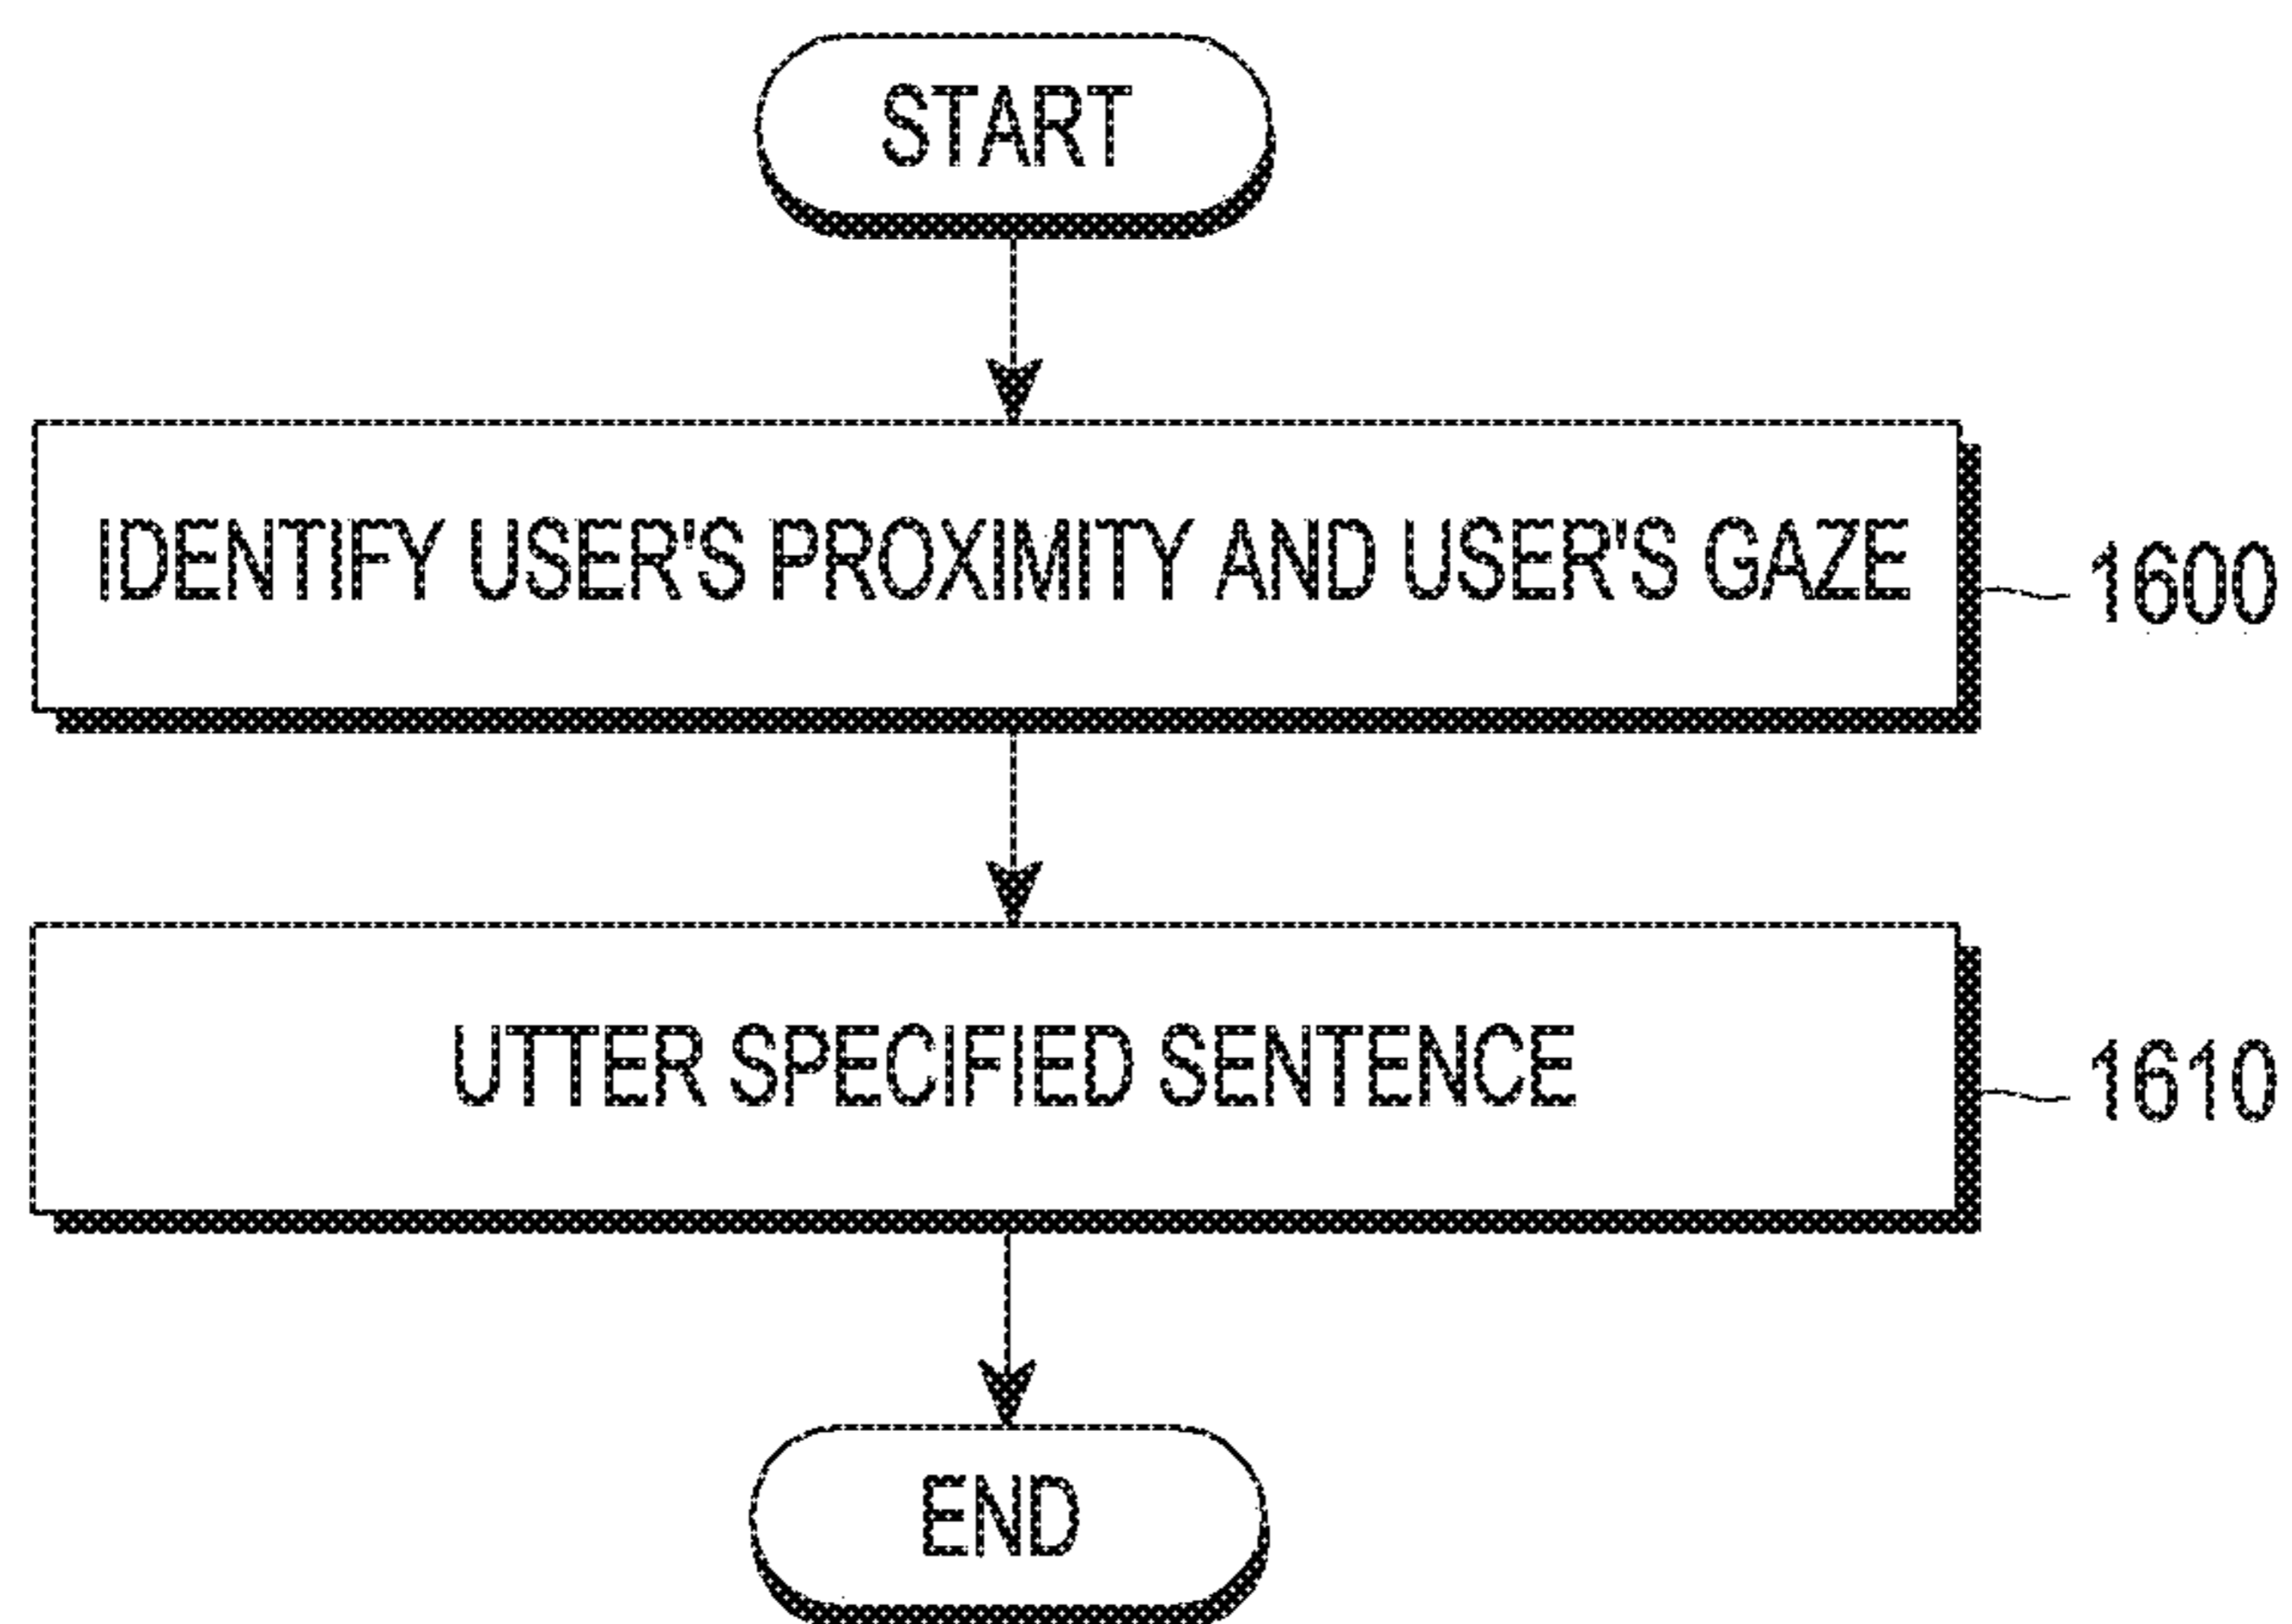 START
IDENTIFY USER'S PROXIMITY AND USER'S GAZE
1600
UTTER SPECIFIED SENTENCE
1610
END